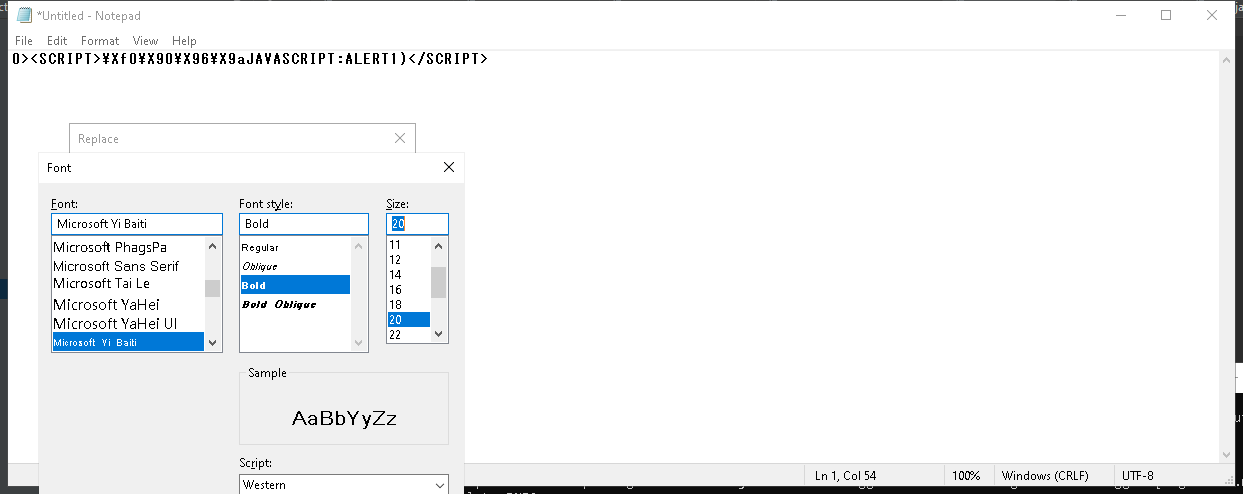 *Untitled - Notepad
File Edit Format View Help
0><SCRIPT>¥Xf0¥X90¥X96¥X9aJAVASCRIPT:ALERT1)</SCRIPT>
Replace
Font
Font:
Font style:
Size:
Microsoft Yi Baiti
Bold
20
Microsoft PhagsPa
Microsoft Sans Serif
Microsoft Tai Le
Microsoft YaHei
Microsoft YaHei UI
Microsoft Yi Baiti
Regular
Oblique
Bold
Bold Oblique
11
12
14
16
18
20
22
Sample
AaBbYyZz
Script:
Western
Ln 1, Col 54
100%
Windows (CRLF)
UTF-8